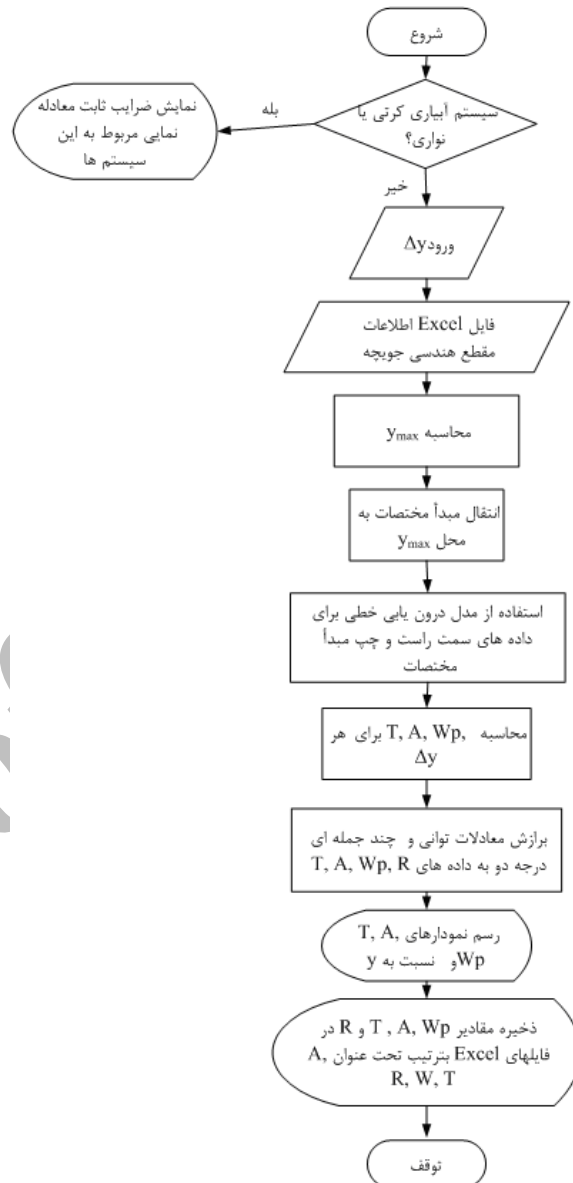 شروع
سیستم آبیاری کرتی یا
نواری؟
بله
نمایش ضرایب ثابت معادله
نمایی مربوط به این
سیستم ها
خیر
ورود Δy
فایل Excel اطلاعات
مقطع هندسی جویچه
محاسبه ymax
انتقال مبدأ مختصات به
محل ymax
استفاده از مدل درون یابی خطی برای
داده های سمت راست و چپ مبدأ
مختصات
محاسبه T, A, Wp, برای هر
Δy
برازش معادلات توانی و چند جمله ای
درجه دو به داده های T, A, Wp, R
رسم نمودارهای T, A,
Wpو نسبت به y
ذخیره مقادیر T , A, Wp و R در
فایلهای Excel بترتیب تحت عنوان A,
R, W, T
توقف